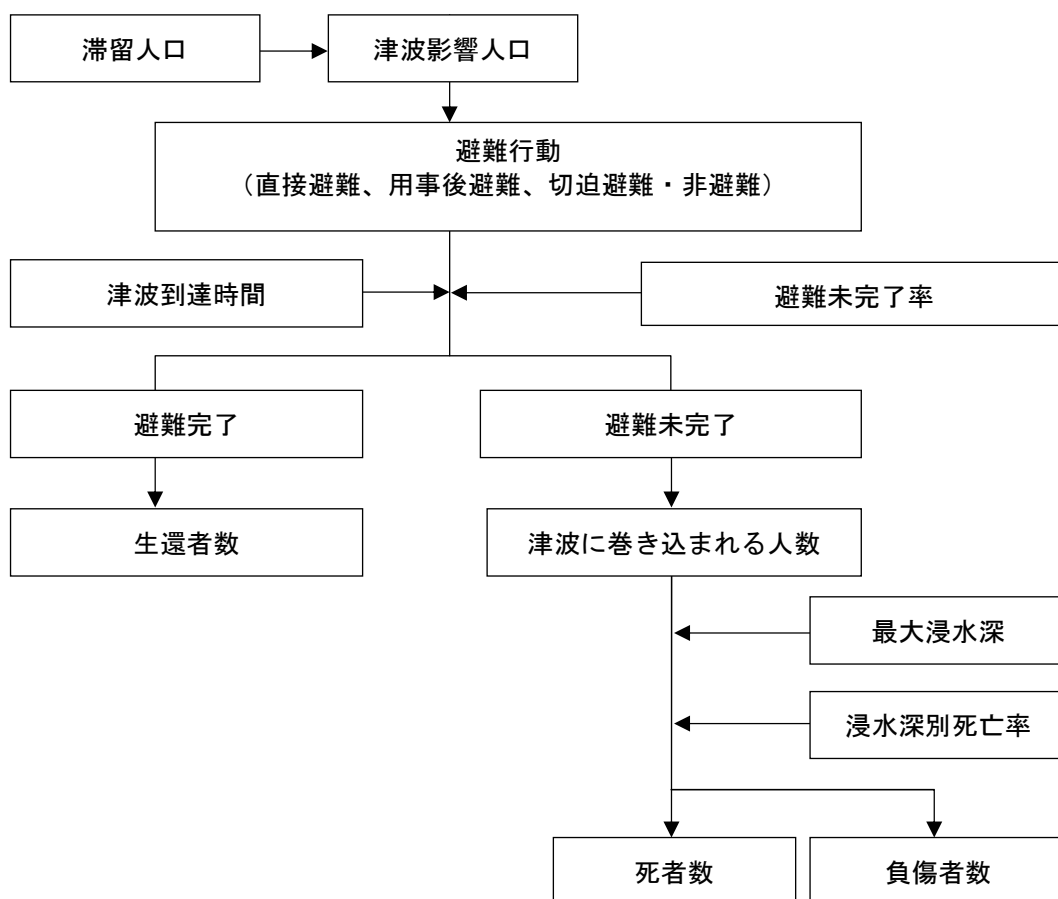 滞留人口
津波影響人口
避難行動
（直接避難、用事後避難、切迫避難・非避難）
津波到達時間
避難未完了率
避難完了
避難未完了
生還者数
津波に巻き込まれる人数
最大浸水深
浸水深別死亡率
死者数
負傷者数